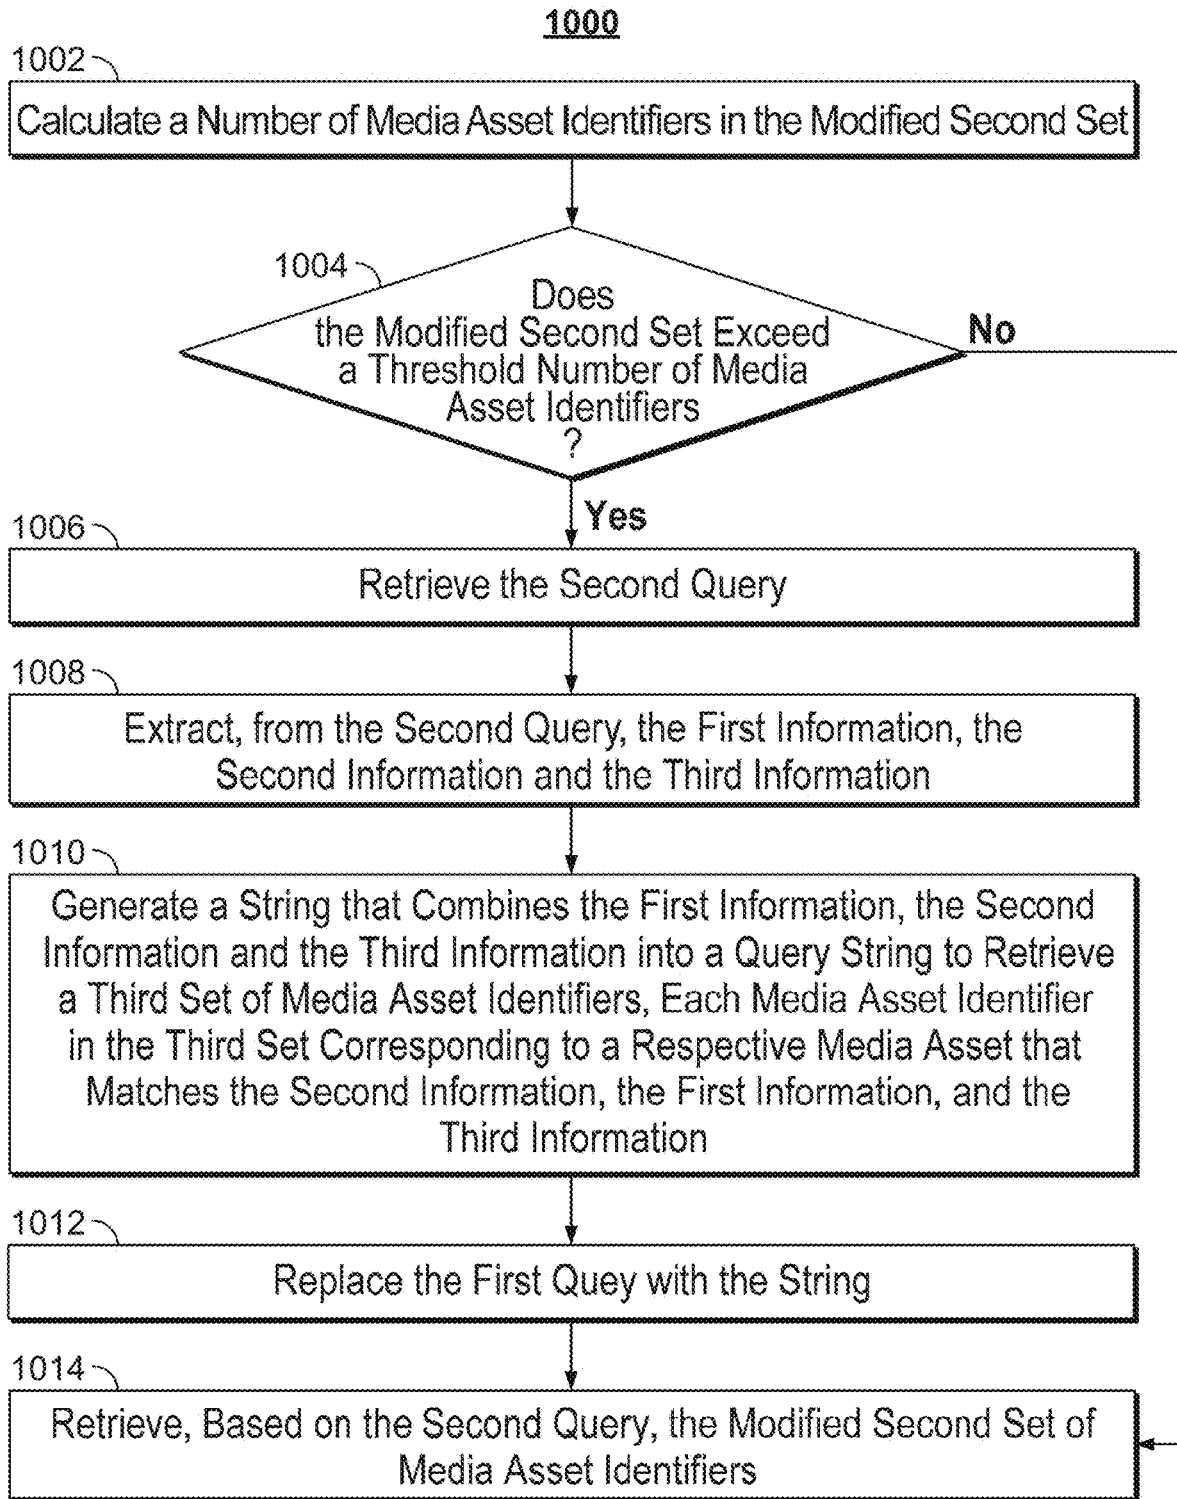 1000
1002
Calculate a Number of Media Asset Identifiers in the Modified Second Set
1004
Does
the Modified Second Set Exceed
a Threshold Number of Media
Asset Identifiers
?
No
Yes
1006
Retrieve the Second Query
1008
Extract, from the Second Query, the First Information, the
Second Information and the Third Information
1010
Generate a String that Combines the First Information, the Second
Information and the Third Information into a Query String to Retrieve
a Third Set of Media Asset Identifiers, Each Media Asset Identifier
in the Third Set Corresponding to a Respective Media Asset that
Matches the Second Information, the First Information, and the
Third Information
1012
Replace the First Quey with the String
1014
Retrieve, Based on the Second Query, the Modified Second Set of
Media Asset Identifiers